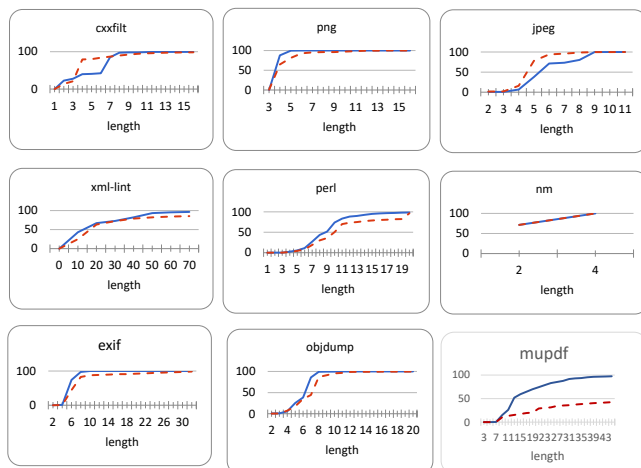 cxxfilt
100
50
0
1 3 5 7 9 11 13 15
length
png
100
50
0
3 5 7 9 11 13 15
length
jpeg
100
50
0
2 3 4 5 6 7 8 9 10 11
length
xml-lint
100
50
0
0 10 20 30 40 50 60 70
length
perl
100
50
0
1 3 5 7 9 11 13 15 17 19
length
nm
100
50
0
2 4
length
exif
100
50
0
2 6 10 14 18 22 26 30
length
objdump
100
50
0
2 4 6 8 10 12 14 16 18 20
length
mupdf
100
50
0
3 7 1115192327313539 43
length